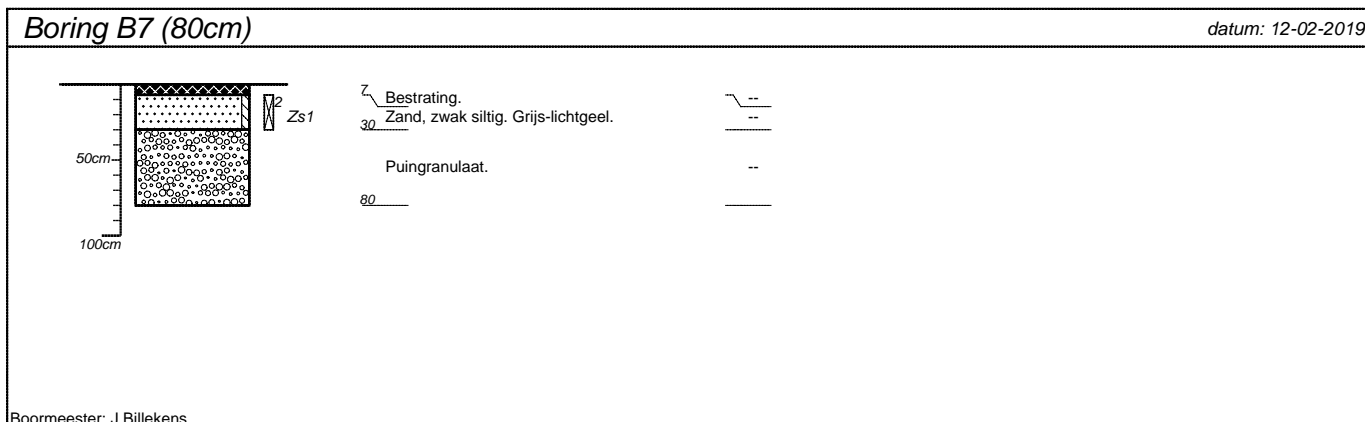 Boring B7 (80cm)
datum: 12-02-2019
7 Bestrating. --
2 Zs1 Zand, zwak siltig. Grijs-lichtgeel. --
30
50cm Puingranulaat. --
80
100cm
Boormeester: J.Billekens